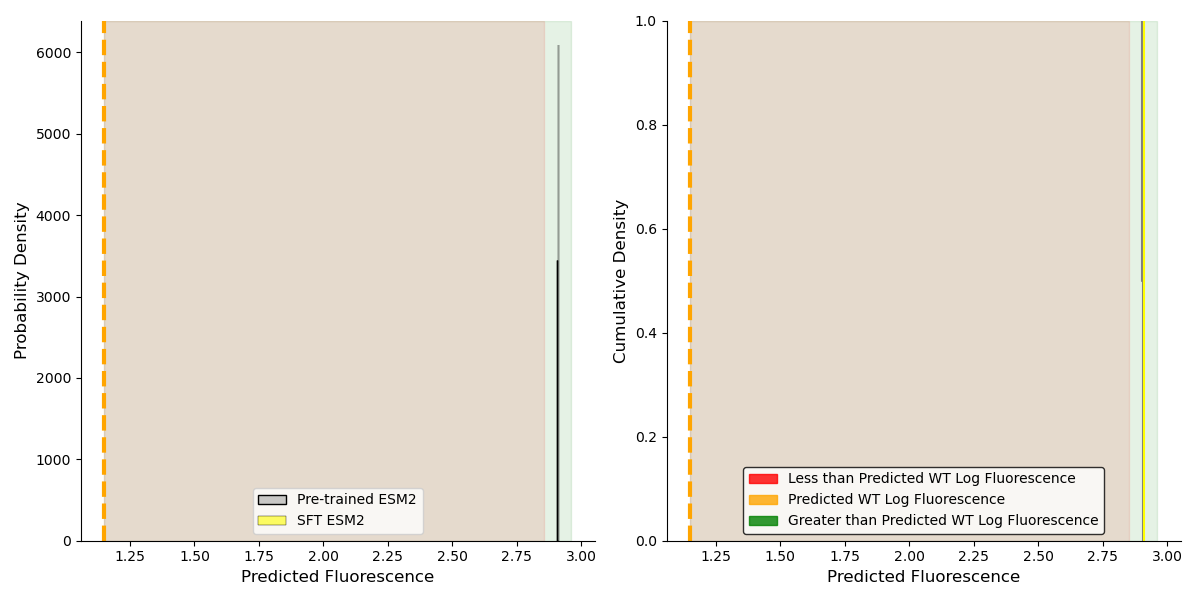 6000
5000
4000
3000
2000
1000
0
Probability Density
1.25 1.50 1.75 2.00 2.25 2.50 2.75 3.00
Predicted Fluorescence
Pre-trained ESM2
SFT ESM2
1.0
0.8
0.6
0.4
0.2
0.0
Cumulative Density
1.25 1.50 1.75 2.00 2.25 2.50 2.75 3.00
Predicted Fluorescence
Less than Predicted WT Log Fluorescence
Predicted WT Log Fluorescence
Greater than Predicted WT Log Fluorescence